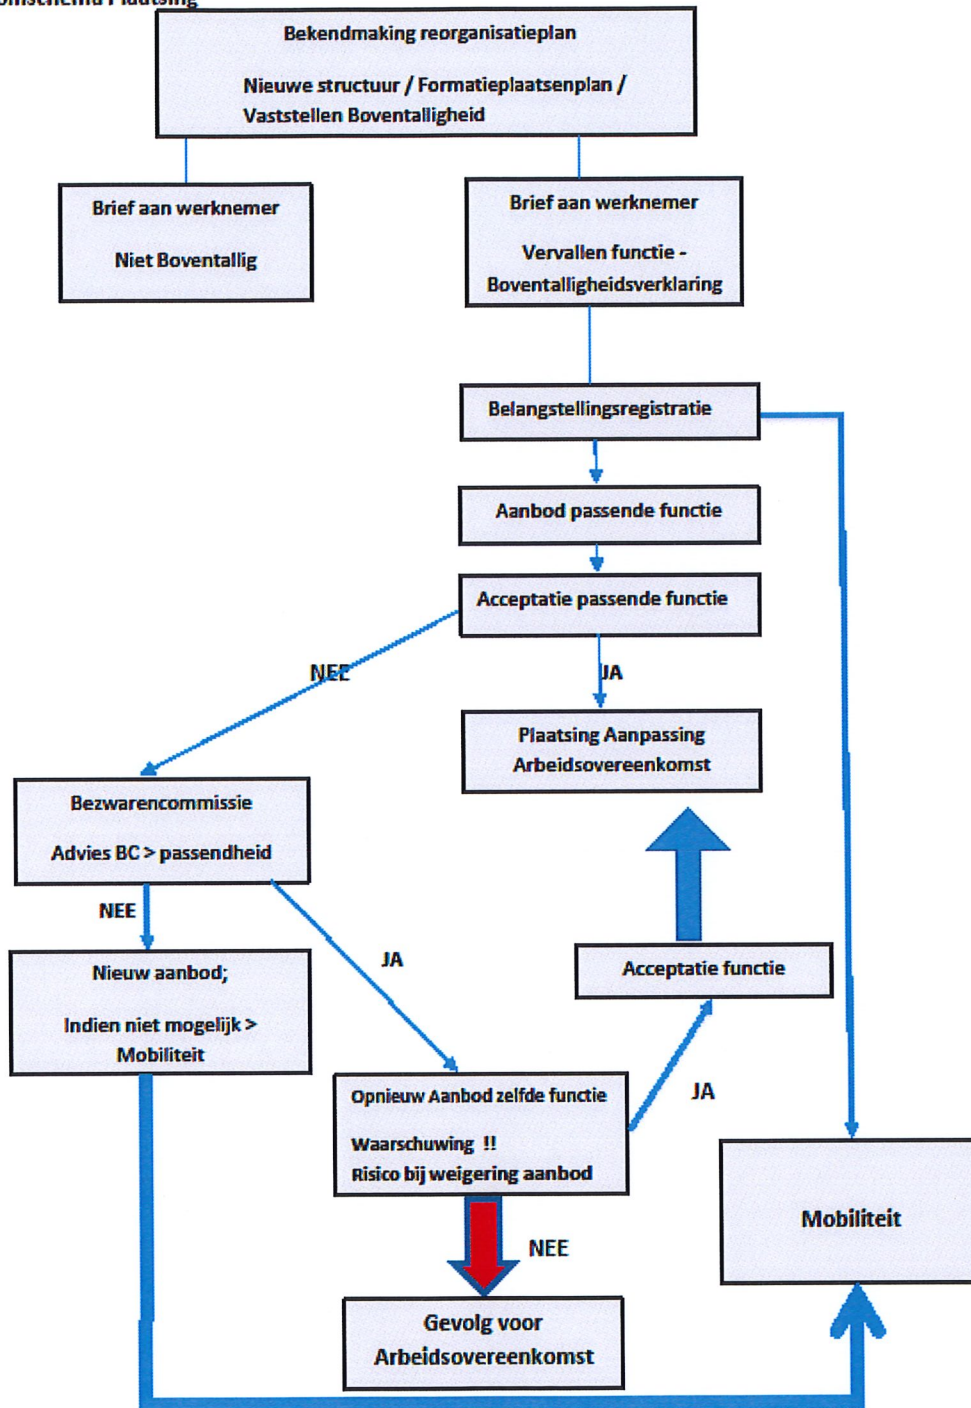 Bekendmaking reorganisatieplan
Nieuwe structuur / Formatieplaatsenplan /
Vaststellen Boventalligheid
Brief aan werknemer
Niet Boventallig
Brief aan werknemer
Vervallen functie -
Boventalligheidsverklaring
Belangstellingsregistratie
Aanbod passende functie
Acceptatie passende functie
NEE
JA
Plaatsing Aanpassing
Arbeidsovereenkomst
Bezwarencommissie
Advies BC > passendheid
NEE
JA
Nieuw aanbod;
Indien niet mogelijk >
Mobiliteit
Acceptatie functie
Opnieuw Aanbod zelfde functie
Waarschuwing !!
Risico bij weigering aanbod
JA
Mobiliteit
NEE
Gevolg voor
Arbeidsovereenkomst